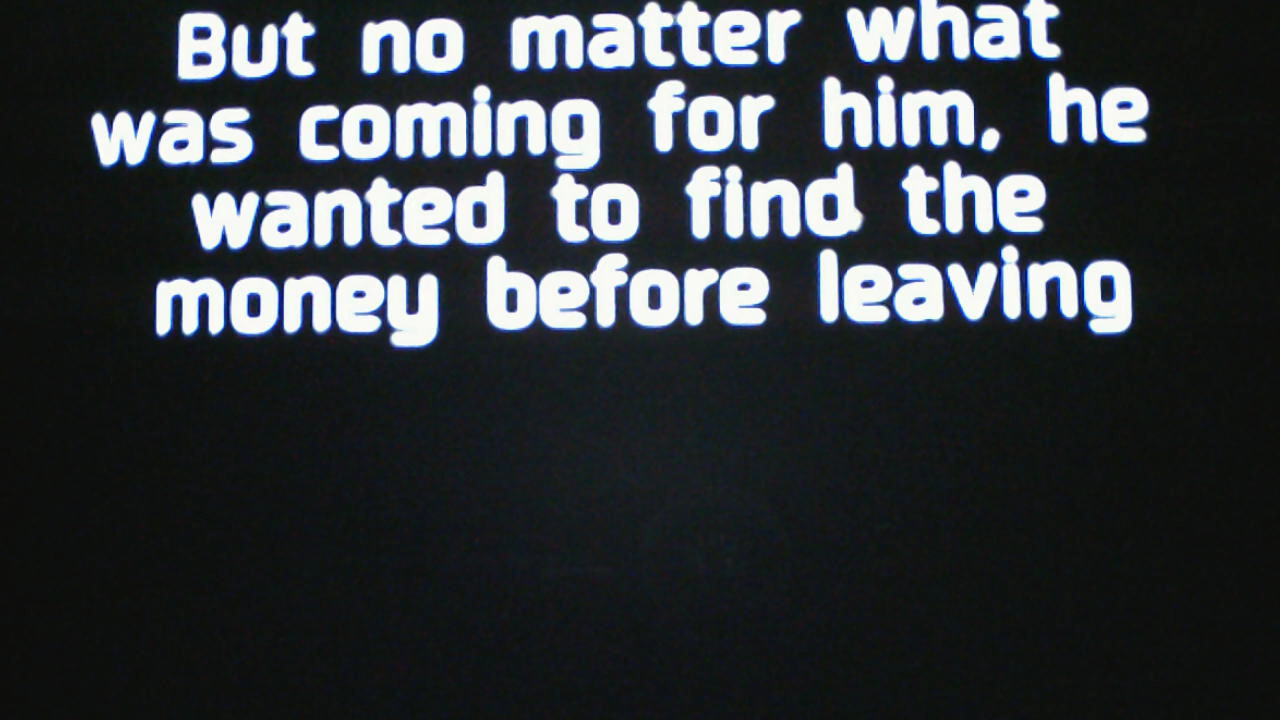 But no matter what
was coming for him, he
wanted to find the
money before leaving